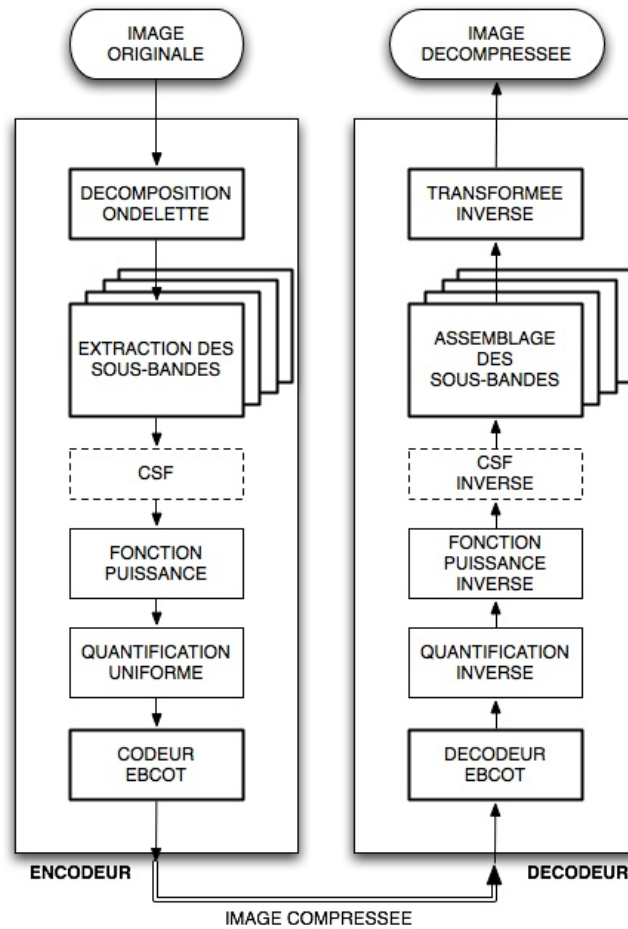 IMAGE
ORIGINALE
DECOMPOSITION
ONDELETTE
EXTRACTION DES
SOUS-BANDES
CSF
FONCTION
PUISSANCE
QUANTIFICATION
UNIFORME
CODEUR
EBCOT
ENCODEUR
IMAGE COMPRESSEE
IMAGE
DECOMPRESSEE
TRANSFORMEE
INVERSE
ASSEMBLAGE
DES
SOUS-BANDES
CSF
INVERSE
FONCTION
PUISSANCE
INVERSE
QUANTIFICATION
INVERSE
DECODEUR
EBCOT
DECODEUR